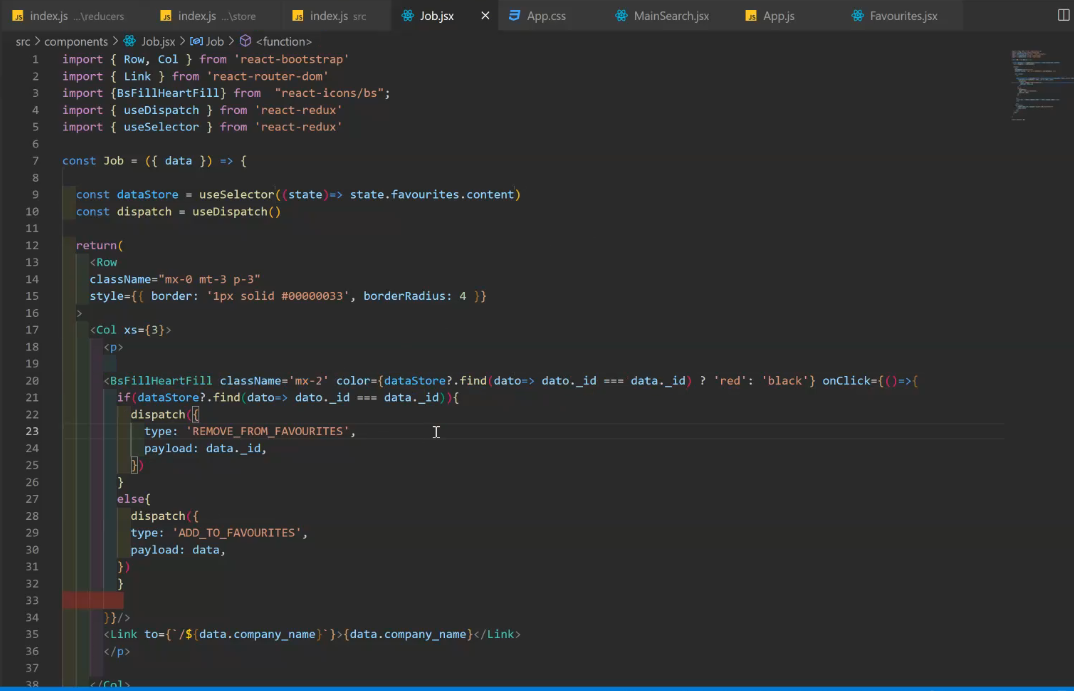 index.js ...\reducers index.js ...\store index.js src Job.jsx App.css MainSearch.jsx App.js Favourites.jsx
src > components > Job.jsx > Job > <function>
1 import { Row, Col } from 'react-bootstrap'
2 import { Link } from 'react-router-dom'
3 import {BsFillHeartFill} from "react-icons/bs";
4 import { useDispatch } from 'react-redux'
5 import { useSelector } from 'react-redux'
6
7 const Job = ({ data }) => {
8
9 const dataStore = useSelector((state)=> state.favourites.content)
10 const dispatch = useDispatch()
11
12 return(
13 <Row
14 className="mx-0 mt-3 p-3"
15 style={{ border: '1px solid #00000033', borderRadius: 4 }}
16 >
17 <Col xs={3}>
18 <p>
19
20 <BsFillHeartFill className='mx-2' color={dataStore?.find(dato=> dato._id === data._id) ? 'red': 'black'} onClick={()=>{
21 if(dataStore?.find(dato=> dato._id === data._id)){
22 dispatch({
23 type: 'REMOVE_FROM_FAVOURITES',
24 payload: data._id,
25 })
26 }
27 else{
28 dispatch({
29 type: 'ADD_TO_FAVOURITES',
30 payload: data,
31 })
32 }
33
34 }}/>
35 <Link to={`/${data.company_name}`}>{data.company_name}</Link>
36 </p>
37
38 </Col>